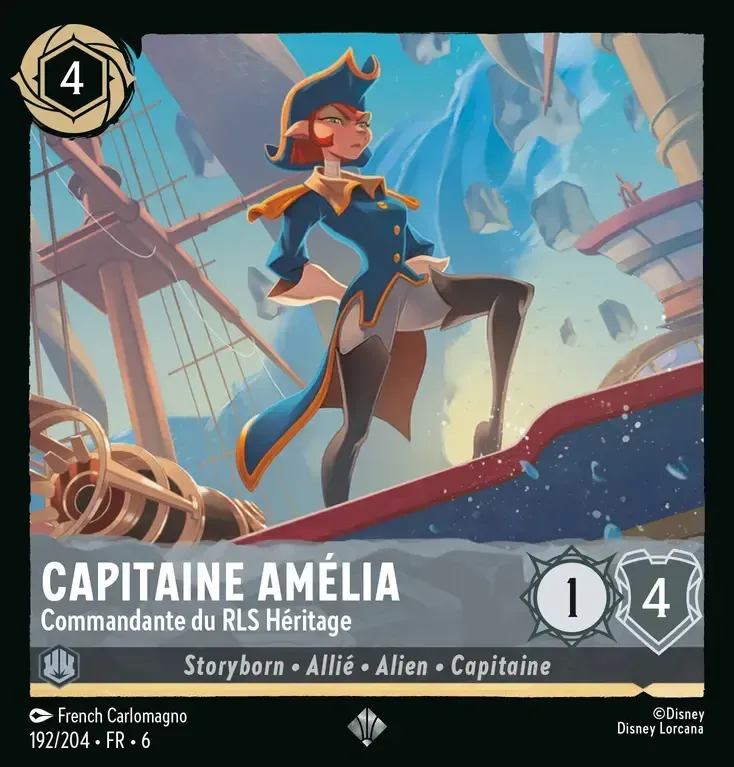 4
CAPITAINE AMÉLIA
Commandante du RLS Héritage
1
4
Storyborn • Allié • Alien • Capitaine
French Carlomagno
©Disney
192/204 • FR • 6
Disney Lorcana